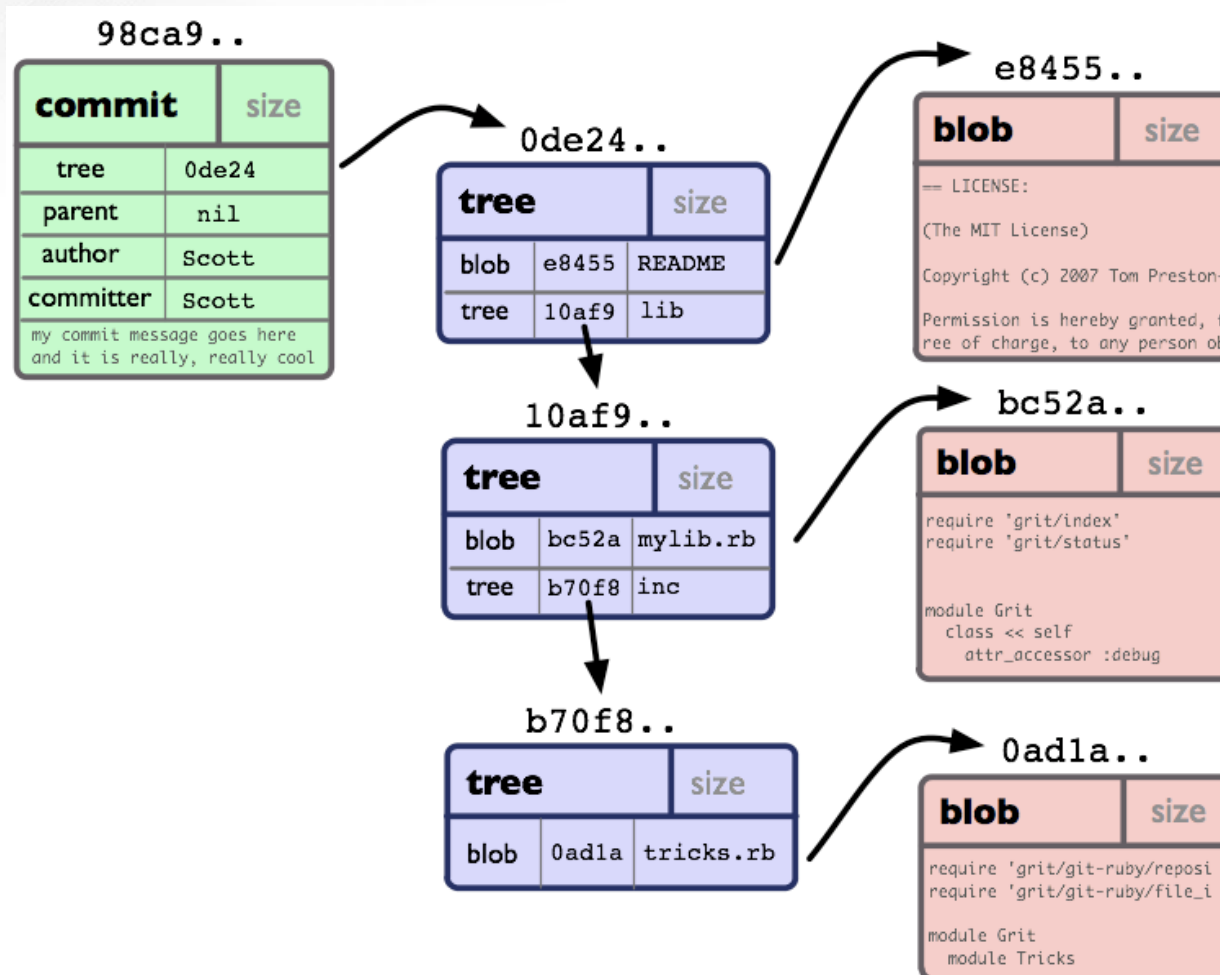 98ca9..
commit size
tree 0de24
parent nil
author Scott
committer Scott
my commit message goes here
and it is really, really cool
0de24..
tree size
blob e8455 README
tree 10af9 lib
10af9..
tree size
blob bc52a mylib.rb
tree b70f8 inc
b70f8..
tree size
blob 0ad1a tricks.rb
e8455..
blob size
== LICENSE:
(The MIT License)
Copyright (c) 2007 Tom Preston-
Permission is hereby granted, f
ree of charge, to any person ob
bc52a..
blob size
require 'grit/index'
require 'grit/status'
module Grit
class << self
attr_accessor :debug
0ad1a..
blob size
require 'grit/git-ruby/reposi
require 'grit/git-ruby/file_i
module Grit
module Tricks